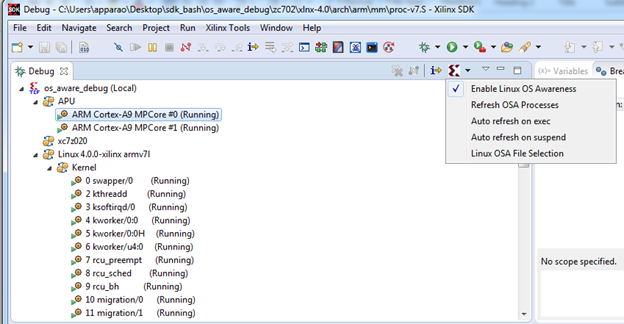 Debug - C:\Users\apparao\Desktop\sdk_bash\os_aware_debug\zc702\xlnx-4.0\arch\arm\mm\proc-v7.S - Xilinx SDK
File Edit Navigate Search Project Run Xilinx Tools Window Help
Debug
(x)= Variables
os_aware_debug (Local)
APU
ARM Cortex-A9 MPCore #0 (Running)
ARM Cortex-A9 MPCore #1 (Running)
xc7z020
Linux 4.0.0-xilinx armv7l
Kernel
0 swapper/0 (Running)
2 kthreadd (Running)
3 ksoftirqd/0 (Running)
4 kworker/0:0 (Running)
5 kworker/0:0H (Running)
6 kworker/u4:0 (Running)
7 rcu_preempt (Running)
8 rcu_sched (Running)
9 rcu_bh (Running)
10 migration/0 (Running)
11 migration/1 (Running)
Enable Linux OS Awareness
Refresh OSA Processes
Auto refresh on exec
Auto refresh on suspend
Linux OSA File Selection
No scope specified.